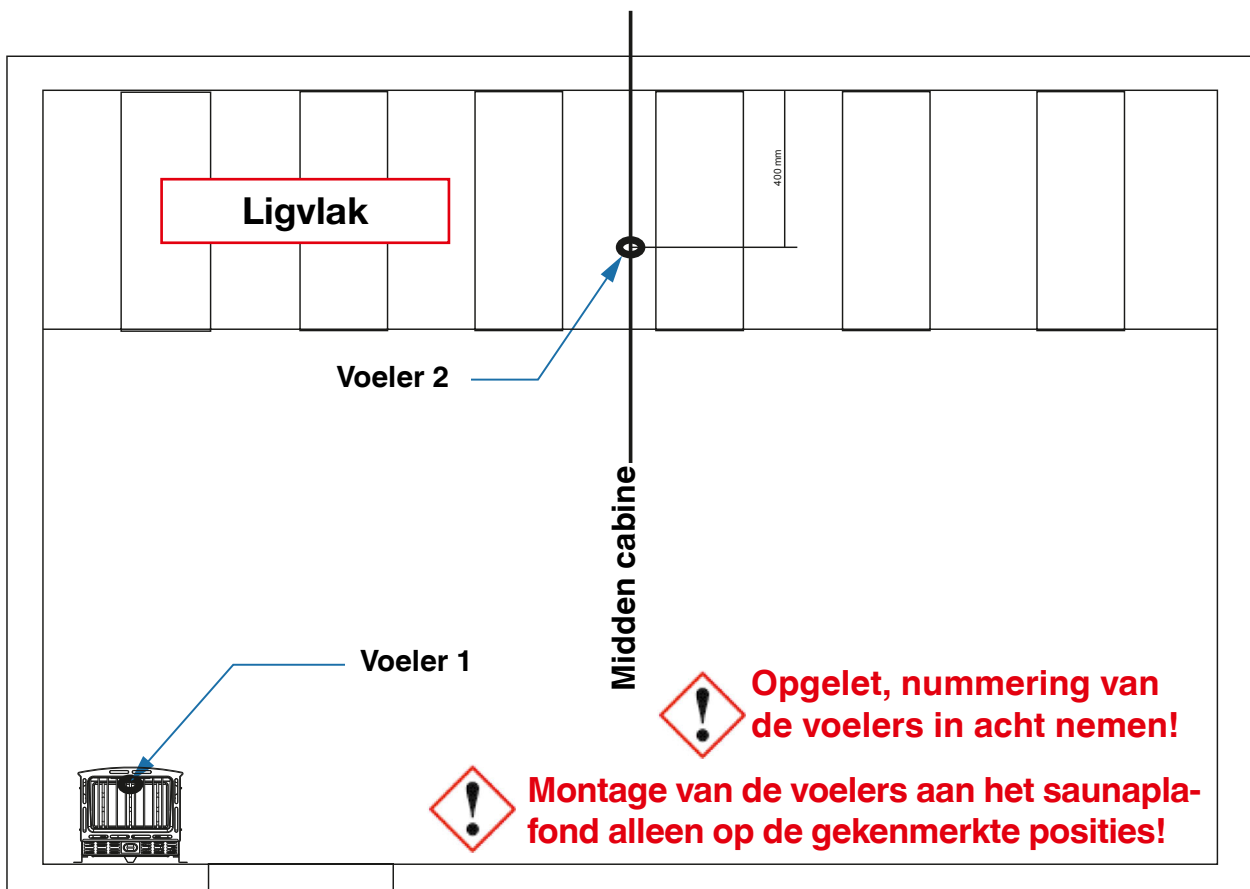 400 mm
Ligvlak
Voeler 2
Midden cabine
Voeler 1
Opgelet, nummering van
de voelers in acht nemen!
Montage van de voelers aan het saunapla-
fond alleen op de gekenmerkte posities!